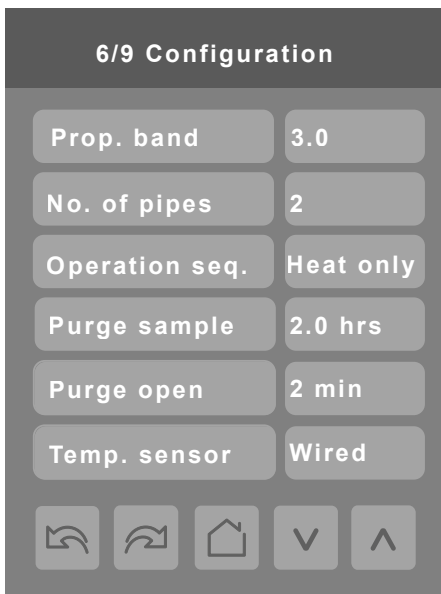 6/9 Configuration
Prop. band 3.0
No. of pipes 2
Operation seq. Heat only
Purge sample 2.0 hrs
Purge open 2 min
Temp. sensor Wired